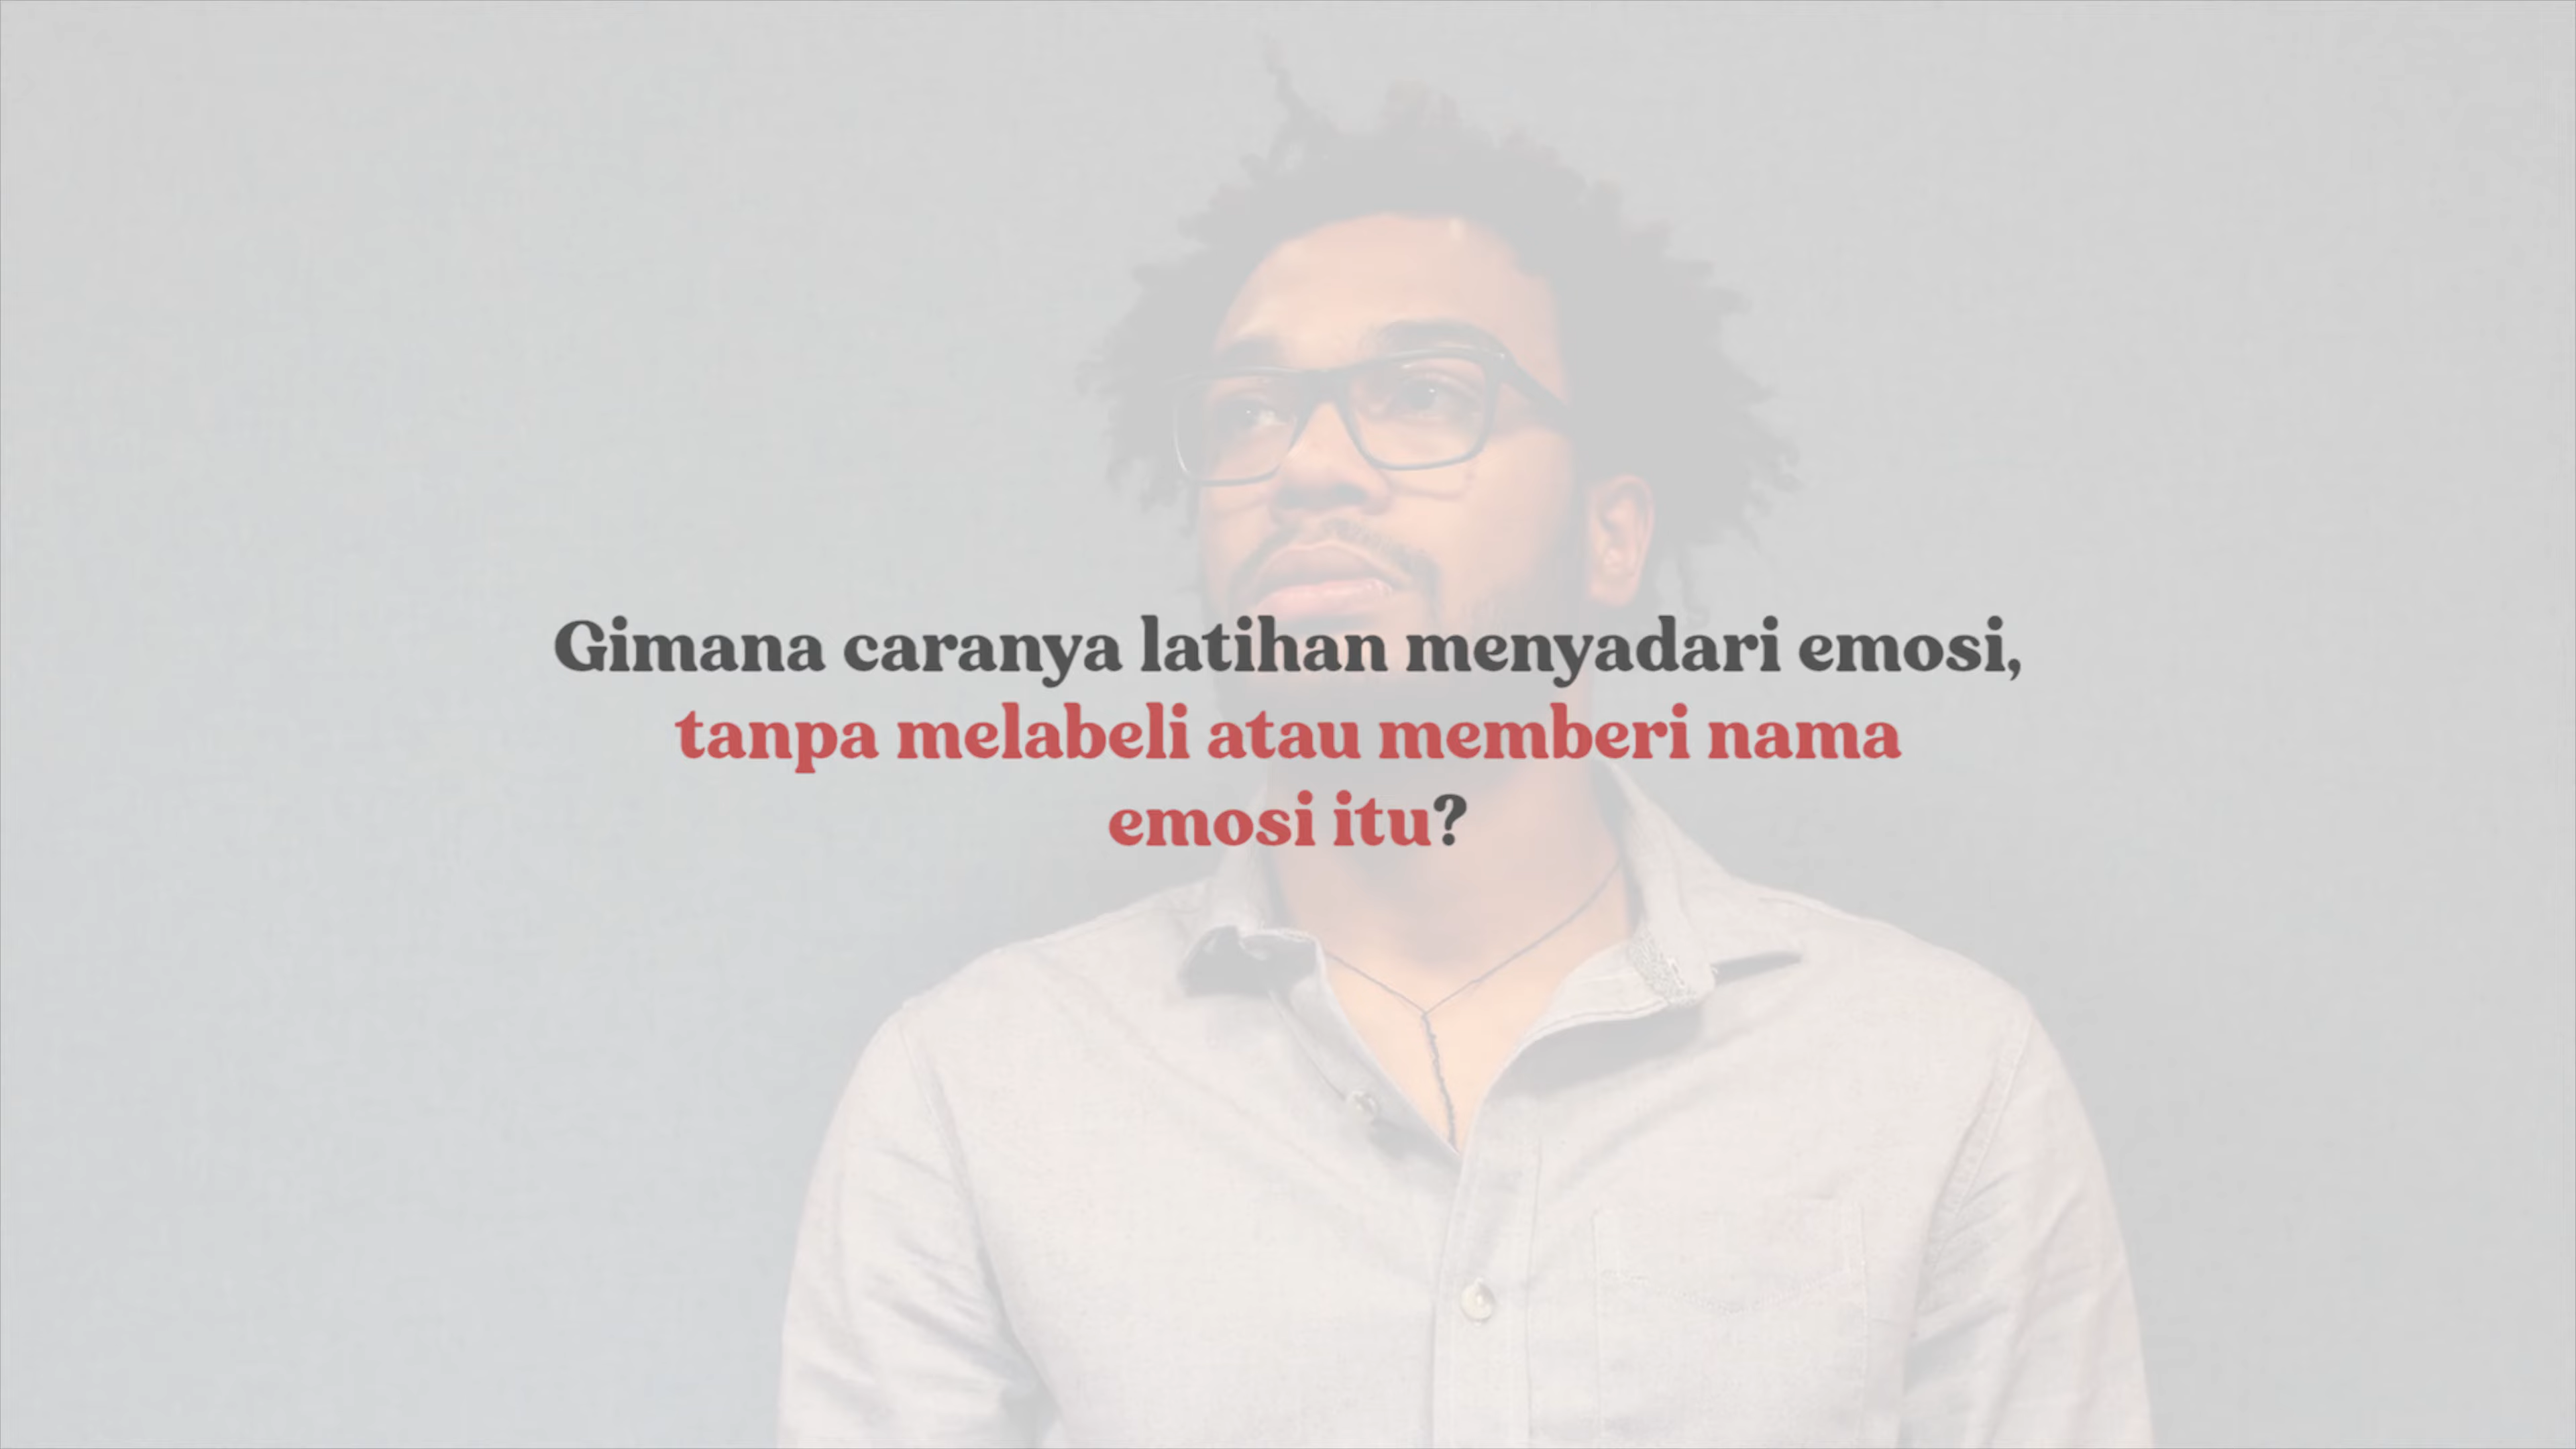 Gimana caranya latihan menyadari emosi,
tanpa melabeli atau memberi nama
emosi itu?